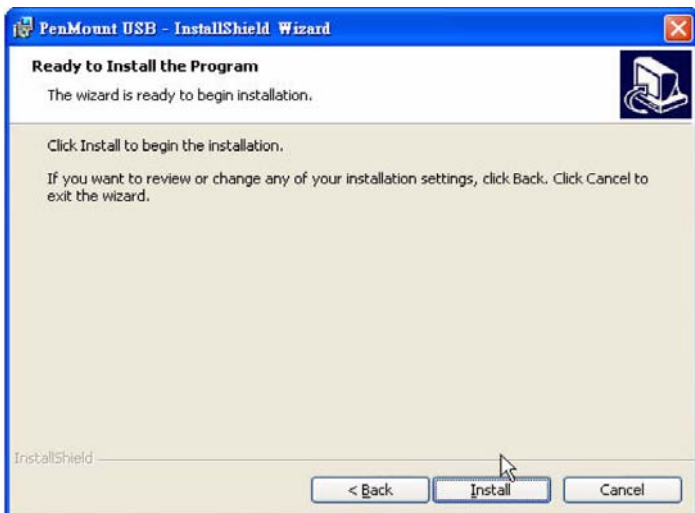 PenMount USB - InstallShield Wizard
Ready to Install the Program
The wizard is ready to begin installation.
Click Install to begin the installation.
If you want to review or change any of your installation settings, click Back. Click Cancel to
exit the wizard.
InstallShield
< Back Install Cancel